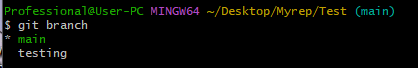 Professional@User-PC MINGW64 ~/Desktop/Myrep/Test (main)
$ git branch
* main
  testing